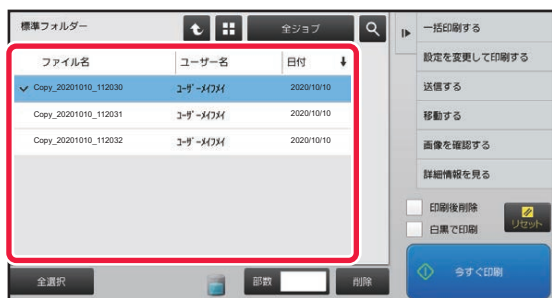 標準フォルダー
全ジョブ
一括印刷する
設定を変更して印刷する
送信する
移動する
画像を確認する
詳細情報を見る
ファイル名 ユーザー名 日付
Copy_20201010_112030 ユーザーメイメイ 2020/10/10
Copy_20201010_112031 ユーザーメイメイ 2020/10/10
Copy_20201010_112032 ユーザーメイメイ 2020/10/10
印刷後削除
白黒で印刷
リセット
全選択
部数
削除
今すぐ印刷